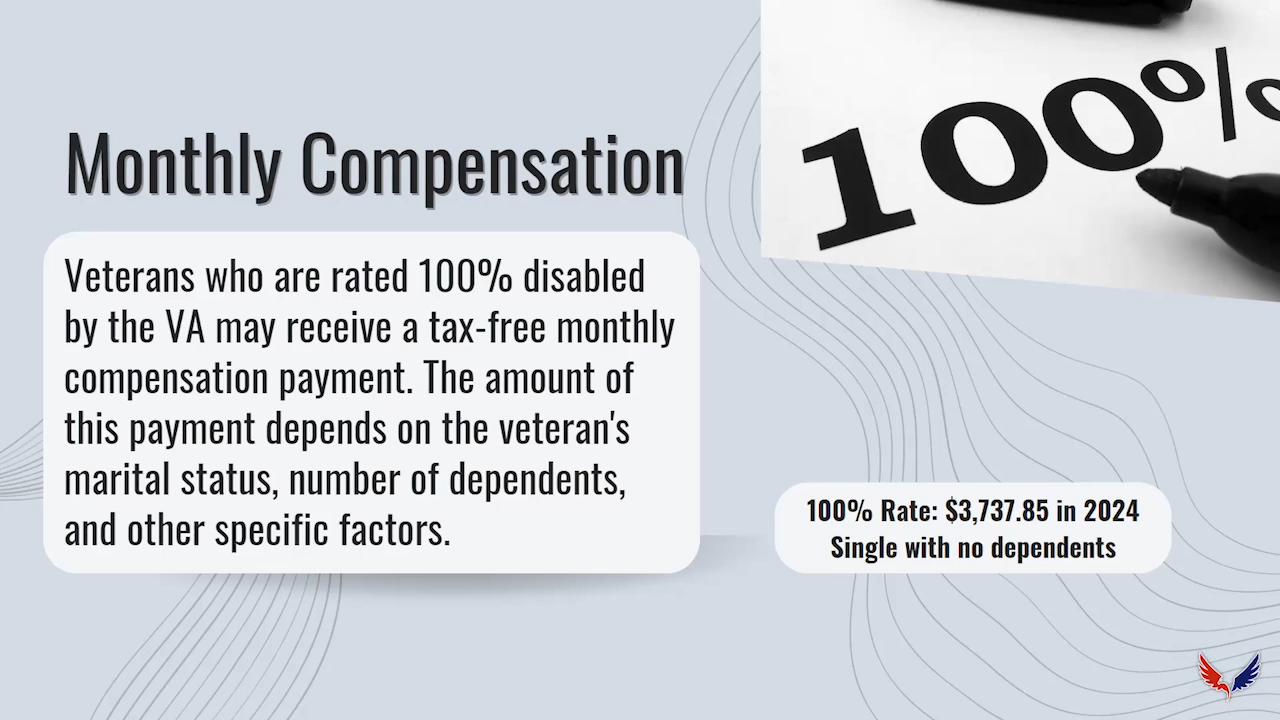 Monthly Compensation
Veterans who are rated 100% disabled
by the VA may receive a tax-free monthly
compensation payment. The amount of
this payment depends on the veteran's
marital status, number of dependents,
and other specific factors.
100%
100% Rate: $3,737.85 in 2024
Single with no dependents